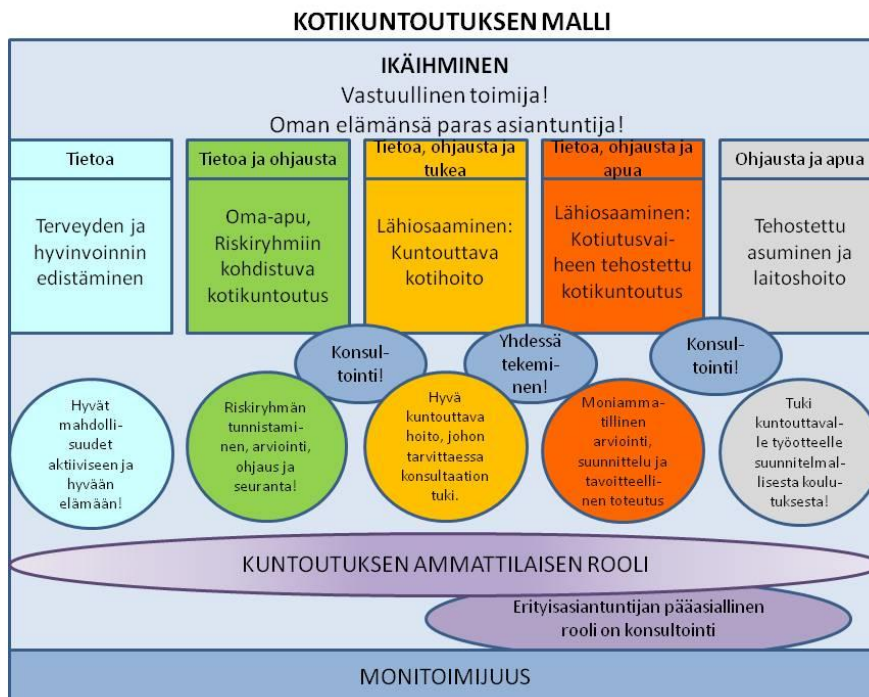 KOTIKUNTOUTUKSEN MALLI
IKÄIHMINEN
Vastuullinen toimija!
Oman elämänsä paras asiantuntija!
Tietoa
Terveyden ja
hyvinvoinnin
edistäminen
Tietoa ja ohjausta
Oma-apu,
Riskiryhmiin
kohdistuva
kotikuntoutus
Tietoa, ohjausta ja
tukea
Lähiosaaminen:
Kuntouttava
kotihoito
Tietoa, ohjausta ja
apua
Lähiosaaminen:
Kotiutusvai-
heen tehostettu
kotikuntoutus
Ohjausta ja apua
Tehostettu
asuminen ja
laitoshoito
Konsul-
tointi!
Yhdessä
tekemi-
nen!
Konsul-
tointi!
Hyvät
mahdolli-
suudet
aktiiviseen ja
hyvään
elämään!
Riskiryhmän
tunnistami-
nen, arviointi,
ohjaus ja
seuranta!
Hyvä
kuntouttava
hoito, johon
tarvittaessa
konsultaation
tuki.
Moniamma-
tillinen
arviointi,
suunnittelu ja
tavoitteelli-
nen toteutus
Tuki
kuntouttaval-
le työotteelle
suunnitelmal-
lisesta koulu-
tuksesta!
KUNTOUTUKSEN AMMATTILAISEN ROOLI
Erityisasiantuntijan pääasiallinen
rooli on konsultointi
MONITOIMIJUUS